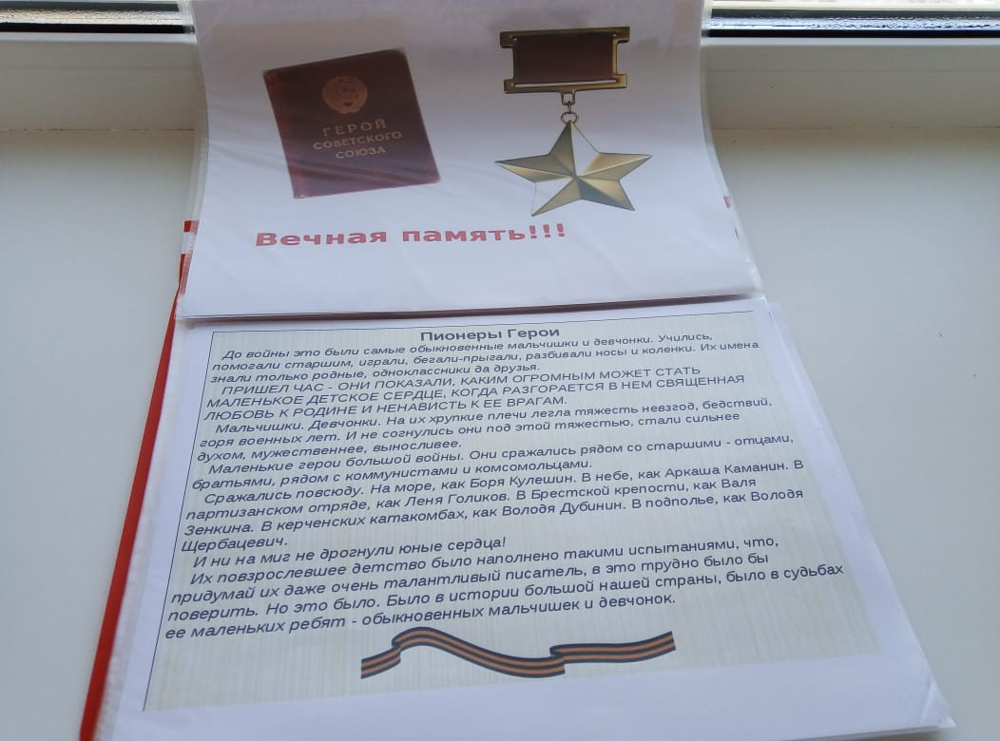 ГЕРОЙ
СОВЕТСКОГО
СОЮЗА
Вечная память!!!
Пионеры Герои
До войны это были самые обыкновенные мальчишки и девчонки. Учились,
помогали старшим, играли, бегали-прыгали, разбивали носы и коленки. Их имена
знали только родные, одноклассники да друзья.
ПРИШЕЛ ЧАС - ОНИ ПОКАЗАЛИ, КАКИМ ОГРОМНЫМ МОЖЕТ СТАТЬ
МАЛЕНЬКОЕ ДЕТСКОЕ СЕРДЦЕ, КОГДА РАЗГОРАЕТСЯ В НЕМ СВЯЩЕННАЯ
ЛЮБОВЬ К РОДИНЕ И НЕНАВИСТЬ К ЕЕ ВРАГАМ.
Мальчишки. Девчонки. На их хрупкие плечи легла тяжесть невзгод, бедствий,
горя военных лет. И не согнулись они под этой тяжестью, стали сильнее
духом, мужественнее, выносливее.
Маленькие герои большой войны. Они сражались рядом со старшими - отцами,
братьями, рядом с коммунистами и комсомольцами.
Сражались повсюду. На море, как Боря Кулешин. В небе, как Аркаша Каманин. В
партизанском отряде, как Леня Голиков. В Брестской крепости, как Валя
Зенкина. В керченских катакомбах, как Володя Дубинин. В подполье, как Володя
Щербацевич.
И ни на миг не дрогнули юные сердца!
Их повзрослевшее детство было наполнено такими испытаниями, что,
придумай их даже очень талантливый писатель, в это трудно было бы
поверить. Но это было. Было в истории большой нашей страны, было в судьбах
ее маленьких ребят - обыкновенных мальчишек и девчонок.